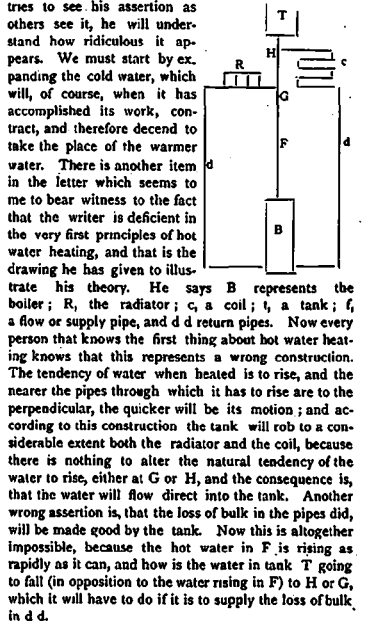 tries to see his assertion as
others see it, he will under-
stand how ridiculous it ap-
pears. We must start by ex-
panding the cold water, which
will, of course, when it has
accomplished its work, con-
tract, and therefore decend to
take the place of the warmer
water. There is another item
in the letter which seems to
me to bear witness to the fact
that the writer is deficient in
the very first principles of hot
water heating, and that is the
drawing he has given to illus-
trate his theory. He says B represents the
boiler; R, the radiator; c, a coil; t, a tank; f,
a flow or supply pipe, and d d return pipes. Now every
person that knows the first thing about hot water heat-
ing knows that this represents a wrong construction.
The tendency of water when heated is to rise, and the
nearer the pipes through which it has to rise are to the
perpendicular, the quicker will be its motion; and ac-
cording to this construction the tank will rob to a con-
siderable extent both the radiator and the coil, because
there is nothing to alter the natural tendency of the
water to rise, either at G or H, and the consequence is,
that the water will flow direct into the tank. Another
wrong assertion is, that the loss of bulk in the pipes did,
will be made good by the tank. Now this is altogether
impossible, because the hot water in F is rising as
rapidly as it can, and how is the water in tank T going
to fall (in opposition to the water rising in F) to H or G,
which it will have to do if it is to supply the loss of bulk
in d d.
T
H
c
R
G
F
d
d
B